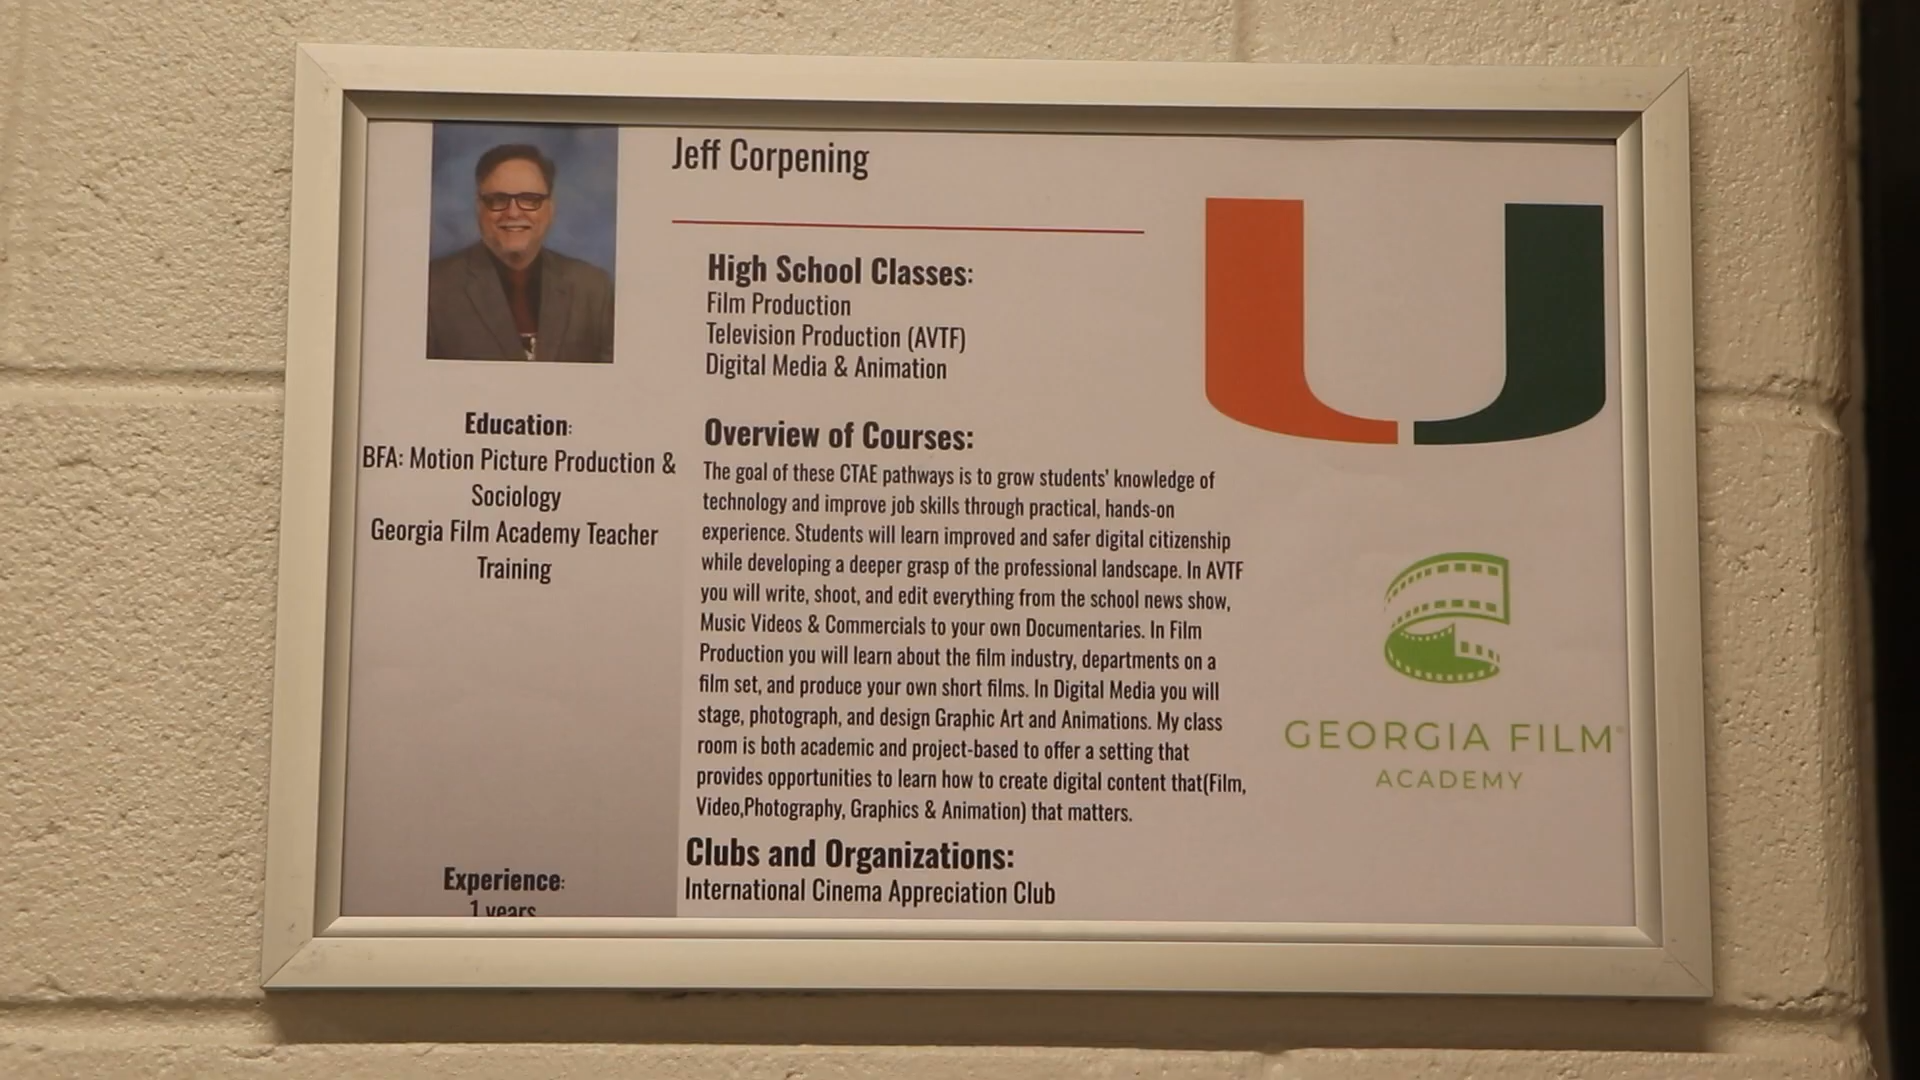 Jeff Corpening
High School Classes:
Film Production
Television Production (AVTF)
Digital Media & Animation
Education:
BFA: Motion Picture Production &
Sociology
Georgia Film Academy Teacher
Training
Experience:
1 years
Overview of Courses:
The goal of these CTAE pathways is to grow students' knowledge of
technology and improve job skills through practical, hands-on
experience. Students will learn improved and safer digital citizenship
while developing a deeper grasp of the professional landscape. In AVTF
you will write, shoot, and edit everything from the school news show,
Music Videos & Commercials to your own Documentaries. In Film
Production you will learn about the film industry, departments on a
film set, and produce your own short films. In Digital Media you will
stage, photograph, and design Graphic Art and Animations. My class
room is both academic and project-based to offer a setting that
provides opportunities to learn how to create digital content that(Film,
Video,Photography, Graphics & Animation) that matters.
Clubs and Organizations:
International Cinema Appreciation Club
U
GEORGIA FILM®
ACADEMY